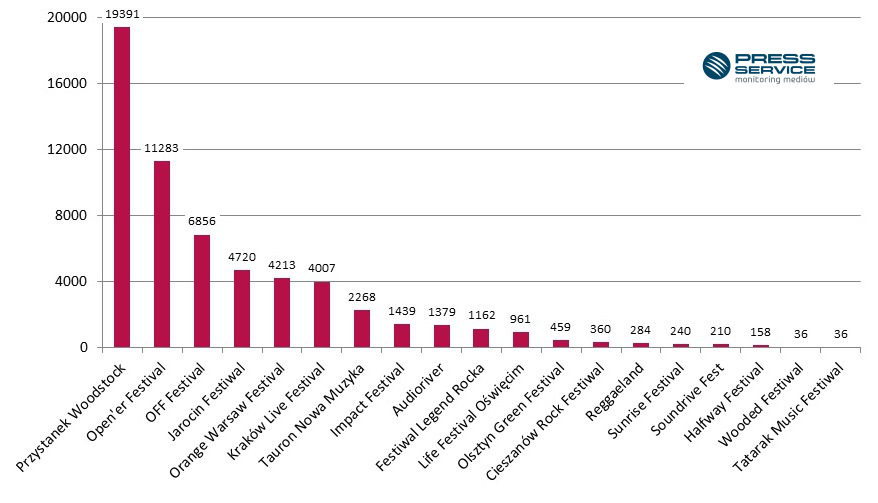 20000
16000
12000
8000
4000
0
19391
11283
6856
4720
4213
4007
2268
1439
1379
1162
961
459
360
284
240
210
158
36
36
PRESS
SERVICE
monitoring mediów
Przystanek Woodstock
Open'er Festival
OFF Festival
Jarocin Festiwal
Orange Warsaw Festival
Kraków Live Festival
Tauron Nowa Muzyka
Impact Festival
Audioriver
Festiwal Legend Rocka
Life Festival Oświęcim
Olsztyn Green Festival
Cieszanów Rock Festiwal
Reggaeland
Sunrise Festival
Soundrive Fest
Halfway Festival
Wooded Festiwal
Tatarak Music Festiwal